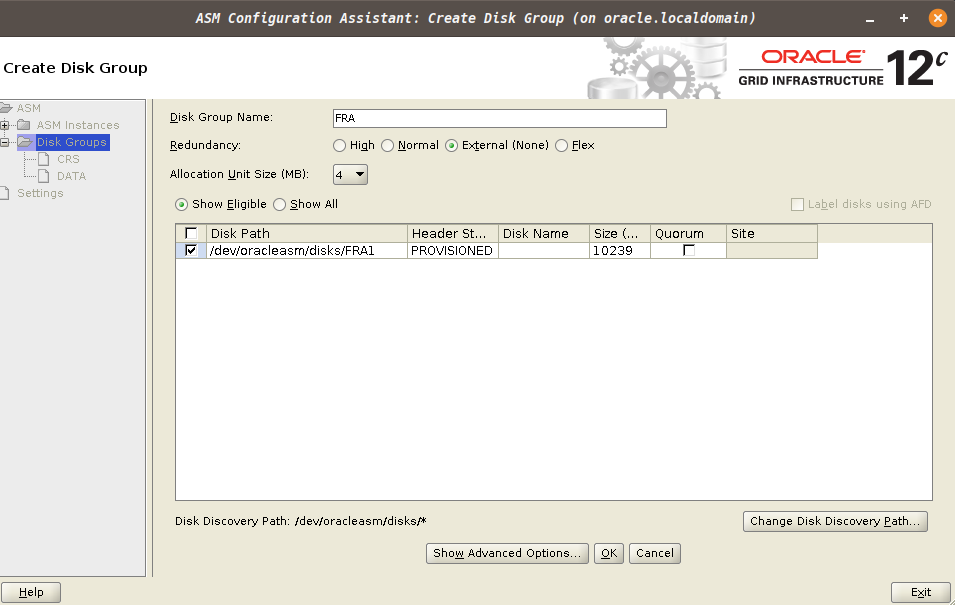 ASM Configuration Assistant: Create Disk Group (on oracle.localdomain)
Create Disk Group
ORACLE
GRID INFRASTRUCTURE
12c
ASM
ASM Instances
Disk Groups
CRS
DATA
Settings
Disk Group Name: FRA
Redundancy: High Normal External (None) Flex
Allocation Unit Size (MB): 4
Show Eligible Show All Label disks using AFD
Disk Path Header St... Disk Name Size (... Quorum Site
/dev/oracleasm/disks/FRA1 PROVISIONED 10239
Disk Discovery Path: /dev/oracleasm/disks/* Change Disk Discovery Path...
Show Advanced Options... OK Cancel
Help Exit